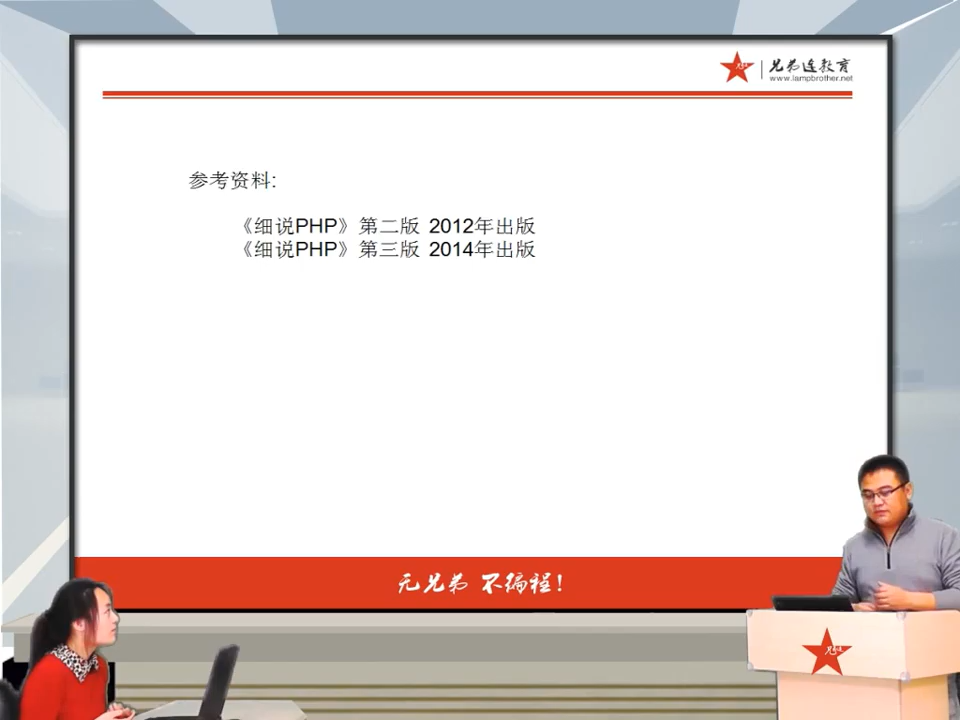 兄弟连教育
www.lampbrother.net
参考资料:
《细说PHP》第二版 2012年出版
《细说PHP》第三版 2014年出版
无兄弟 不编程!